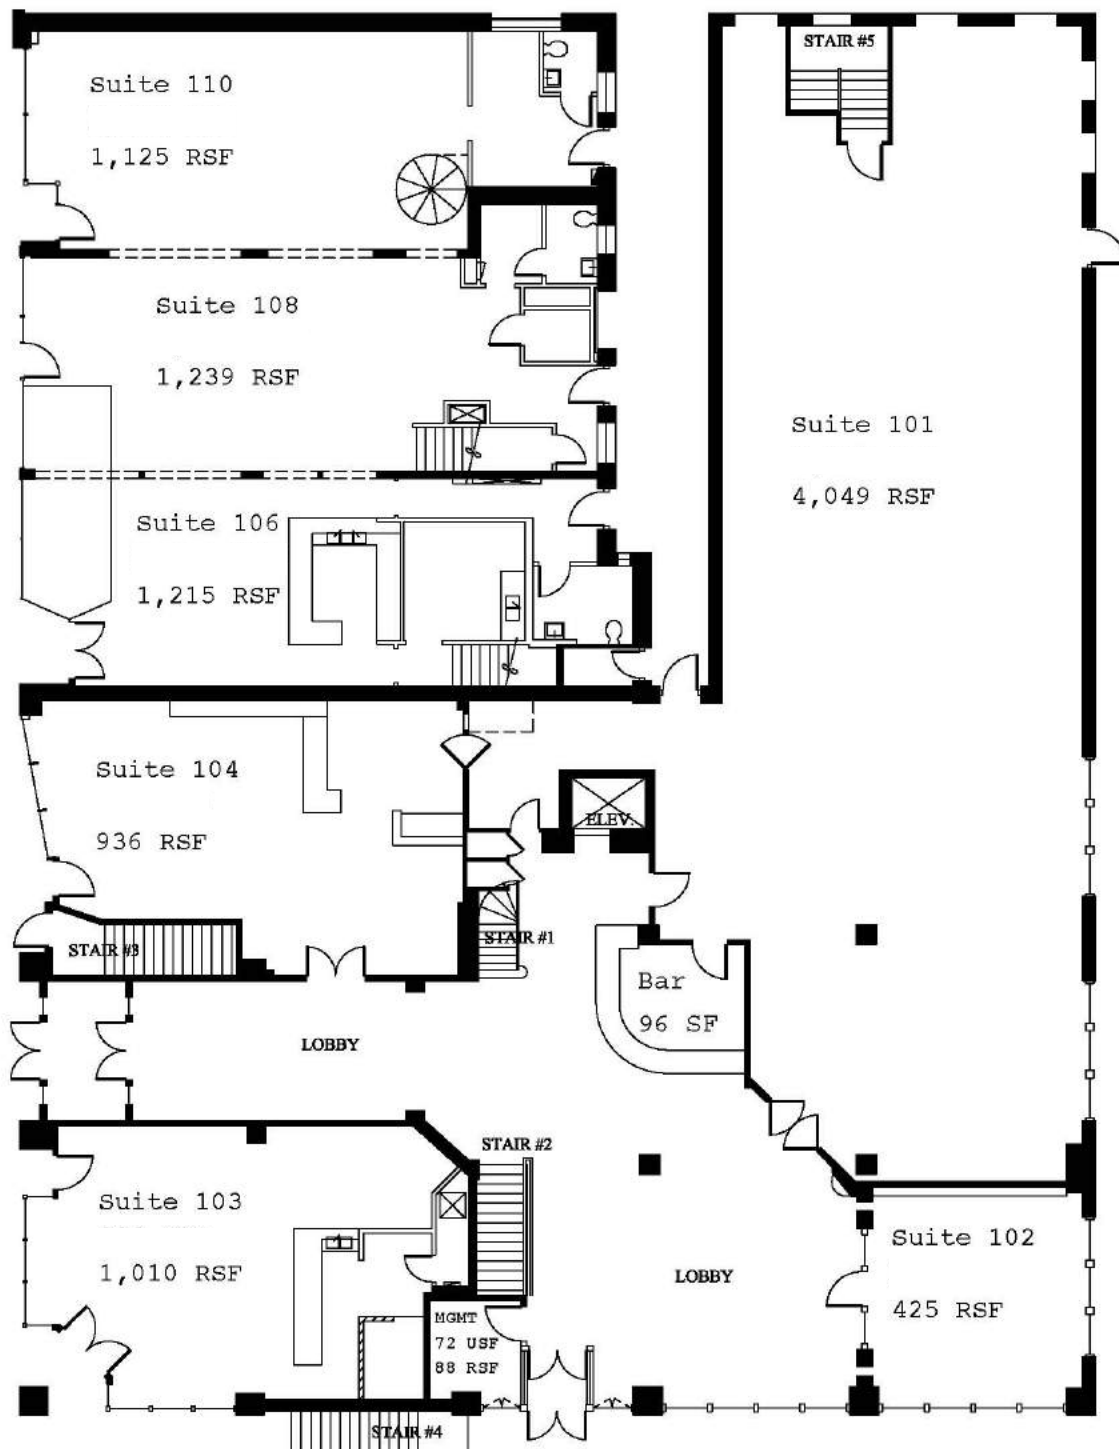 STAIR #5
Suite 110
1,125 RSF
Suite 108
1,239 RSF
Suite 101
4,049 RSF
Suite 106
1,215 RSF
Suite 104
936 RSF
ELEV.
STAIR #3
STAIR #1
Bar
96 SF
LOBBY
STAIR #2
Suite 103
1,010 RSF
Suite 102
425 RSF
LOBBY
MGMT
72 USF
88 RSF
STAIR #4